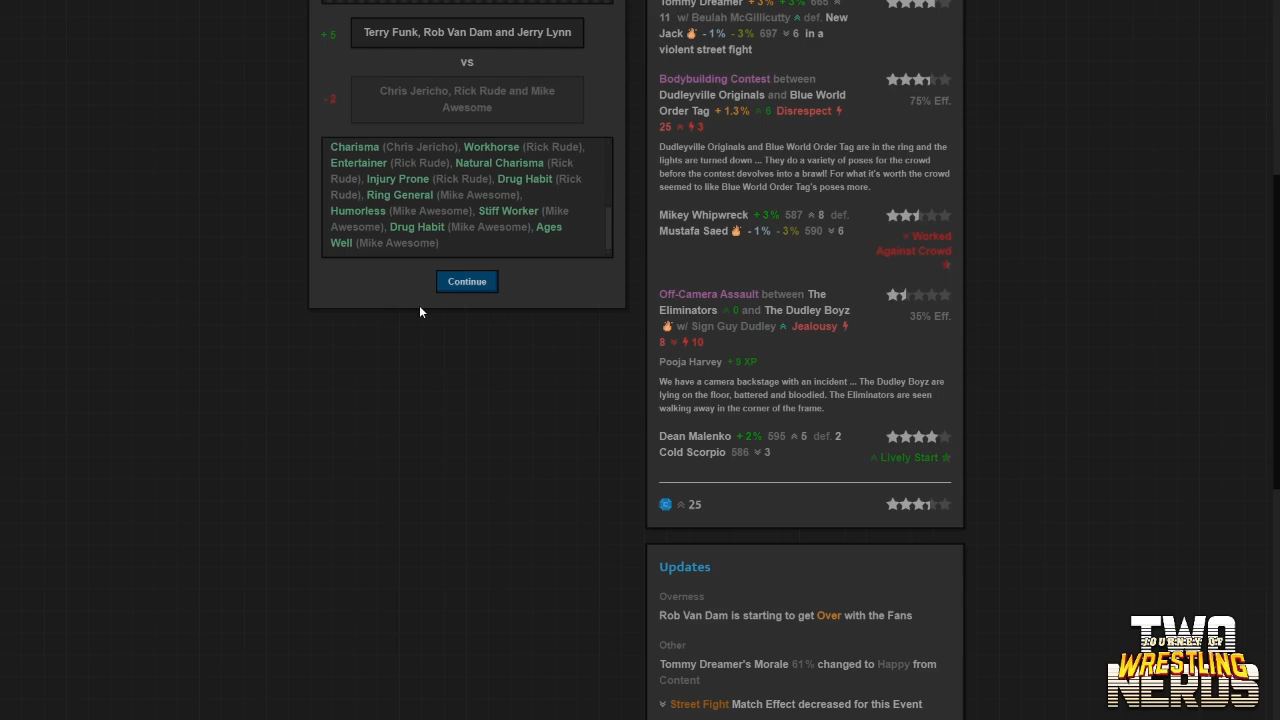 + 5
Terry Funk, Rob Van Dam and Jerry Lynn
vs
- 2
Chris Jericho, Rick Rude and Mike
Awesome
Charisma (Chris Jericho), Workhorse (Rick Rude),
Entertainer (Rick Rude), Natural Charisma (Rick
Rude), Injury Prone (Rick Rude), Drug Habit (Rick
Rude), Ring General (Mike Awesome),
Humorless (Mike Awesome), Stiff Worker (Mike
Awesome), Drug Habit (Mike Awesome), Ages
Well (Mike Awesome)
Continue
Tommy Dreamer + 3% + 3% 665
11 w/ Beulah McGillicutty def. New
Jack - 1% - 3% 697 6 in a
violent street fight
Bodybuilding Contest between
Dudleyville Originals and Blue World
Order Tag + 1.3% 6 Disrespect
25 3
75% Eff.
Dudleyville Originals and Blue World Order Tag are in the ring and the
lights are turned down ... They do a variety of poses for the crowd
before the contest devolves into a brawl! For what it's worth the crowd
seemed to like Blue World Order Tag's poses more.
Mikey Whipwreck + 3% 587 8 def.
Mustafa Saed - 1% - 3% 590 6
× Worked
Against Crowd
Off-Camera Assault between The
Eliminators 0 and The Dudley Boyz
w/ Sign Guy Dudley Jealousy
8 10
35% Eff.
Pooja Harvey + 9 XP
We have a camera backstage with an incident ... The Dudley Boyz are
lying on the floor, battered and bloodied. The Eliminators are seen
walking away in the corner of the frame.
Dean Malenko + 2% 595 5 def. 2
Cold Scorpio 586 3
Lively Start
25
Updates
Overness
Rob Van Dam is starting to get Over with the Fans
Other
Tommy Dreamer's Morale 61% changed to Happy from
Content
Street Fight Match Effect decreased for this Event
TWO
JOURNEY OF
WRESTLING
NERDS